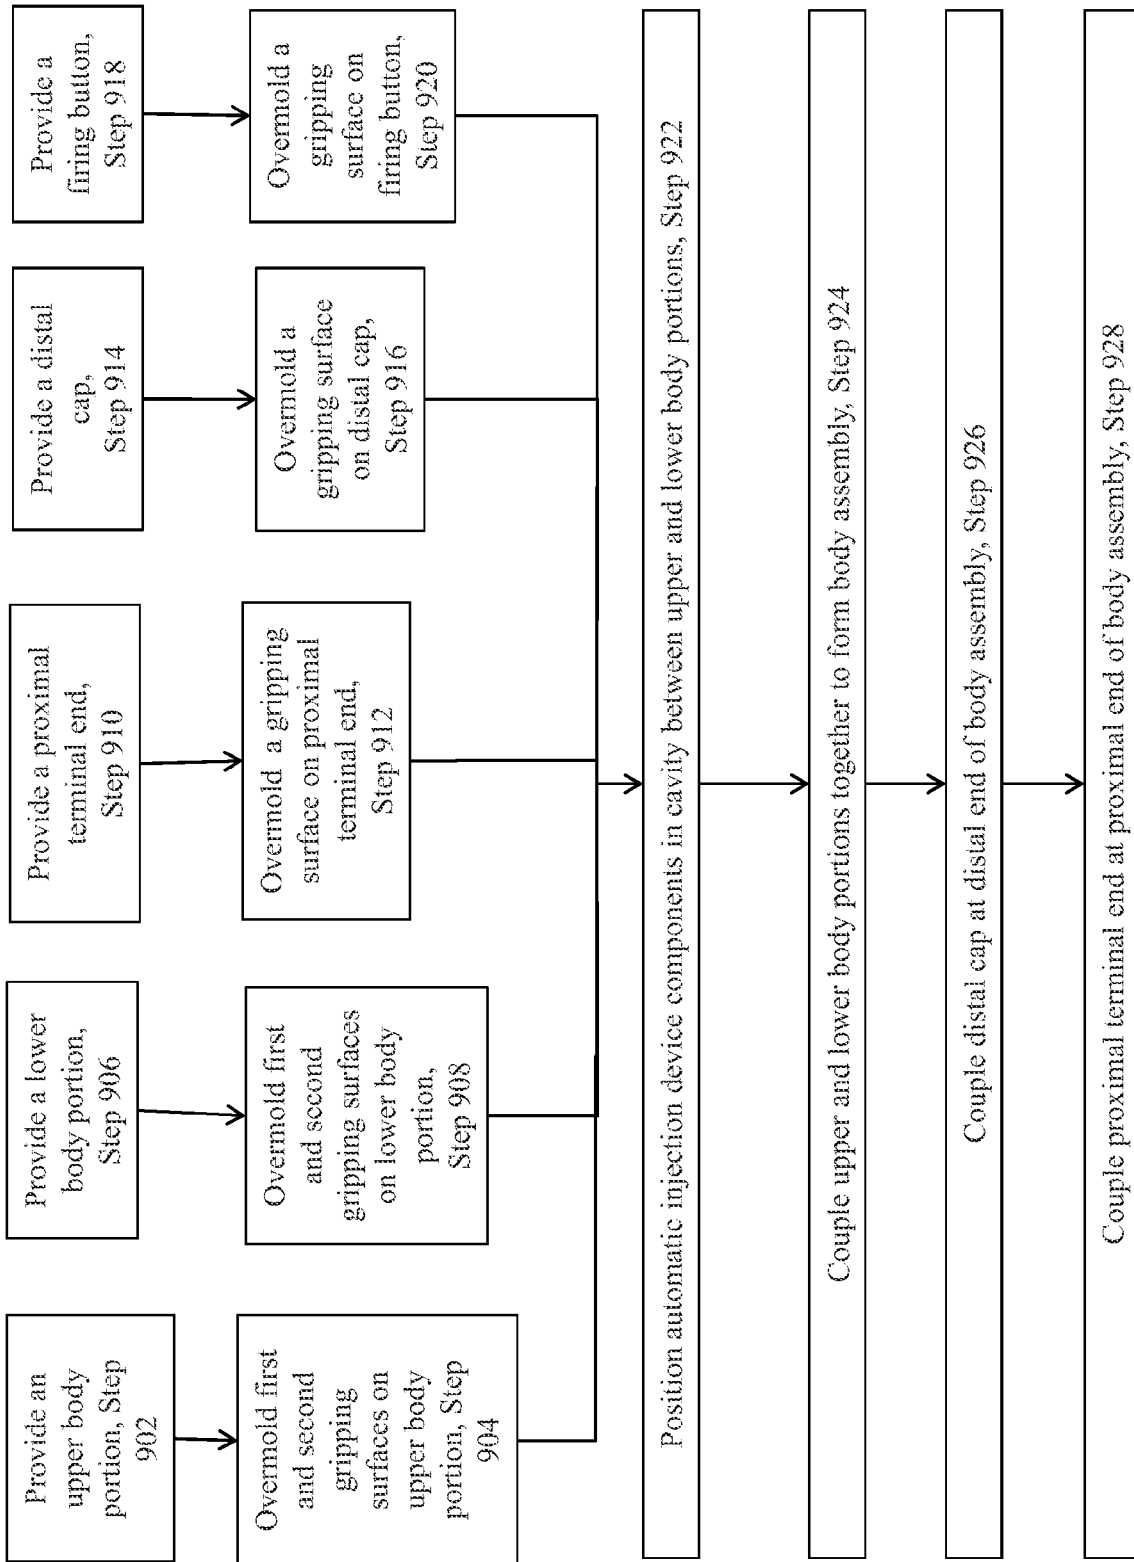 Provide an
upper body
portion, Step
902
Overmold first
and second
gripping
surfaces on
upper body
portion, Step
904
Provide a lower
body portion,
Step 906
Overmold first
and second
gripping surfaces
on lower body
portion,
Step 908
Provide a proximal
terminal end,
Step 910
Overmold a gripping
surface on proximal
terminal end,
Step 912
Provide a distal
cap,
Step 914
Overmold a
gripping surface
on distal cap,
Step 916
Provide a
firing button,
Step 918
Overmold a
gripping
surface on
firing button,
Step 920
Position automatic injection device components in cavity between upper and lower body portions, Step 922
Couple upper and lower body portions together to form body assembly, Step 924
Couple distal cap at distal end of body assembly, Step 926
Couple proximal terminal end at proximal end of body assembly, Step 928